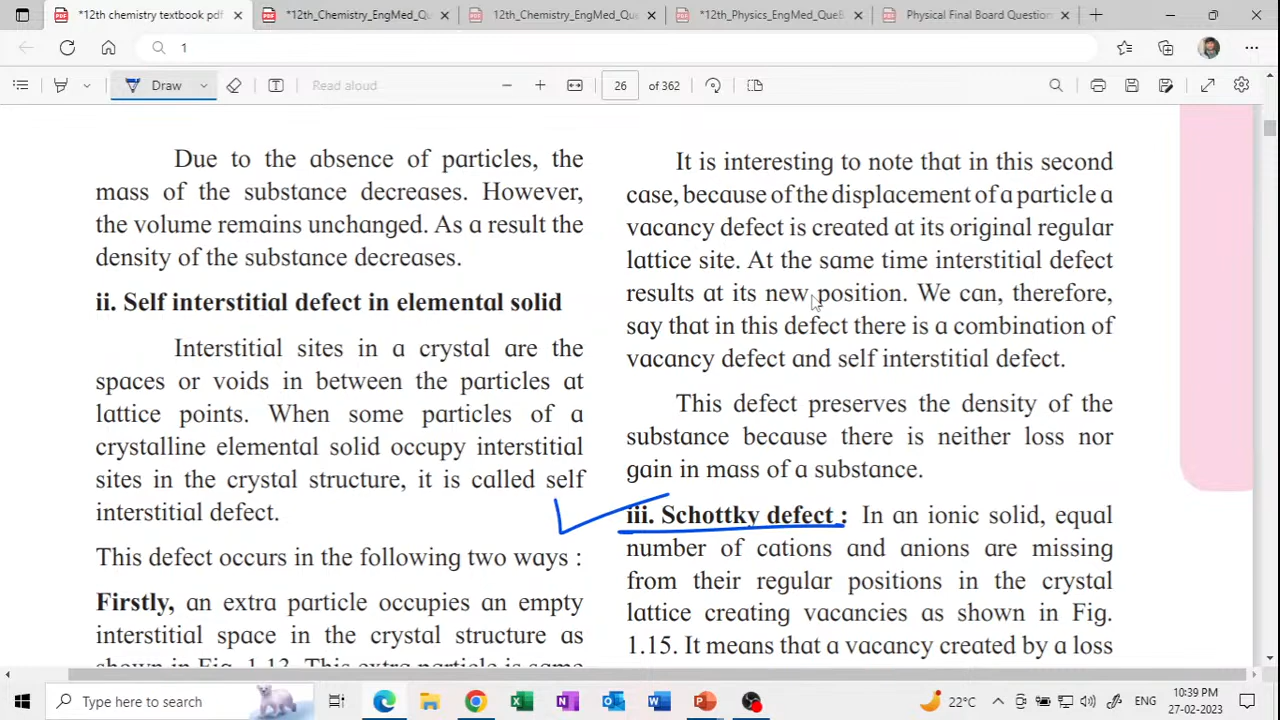 *12th chemistry textbook pdf
*12th_Chemistry_EngMed_Qu
12th_Chemistry_EngMed_Que
*12th_Physics_EngMed_QueB
Physical Final Board Question
1
Draw
Read aloud
26
of 362
Due to the absence of particles, the
mass of the substance decreases. However,
the volume remains unchanged. As a result the
density of the substance decreases.
ii. Self interstitial defect in elemental solid
Interstitial sites in a crystal are the
spaces or voids in between the particles at
lattice points. When some particles of a
crystalline elemental solid occupy interstitial
sites in the crystal structure, it is called self
interstitial defect.
This defect occurs in the following two ways :
Firstly, an extra particle occupies an empty
interstitial space in the crystal structure as
shown in Fig. 1.13. This extra particle is same
It is interesting to note that in this second
case, because of the displacement of a particle a
vacancy defect is created at its original regular
lattice site. At the same time interstitial defect
results at its new position. We can, therefore,
say that in this defect there is a combination of
vacancy defect and self interstitial defect.
This defect preserves the density of the
substance because there is neither loss nor
gain in mass of a substance.
iii. Schottky defect : In an ionic solid, equal
number of cations and anions are missing
from their regular positions in the crystal
lattice creating vacancies as shown in Fig.
1.15. It means that a vacancy created by a loss
Type here to search
22°C
ENG
10:39 PM
27-02-2023